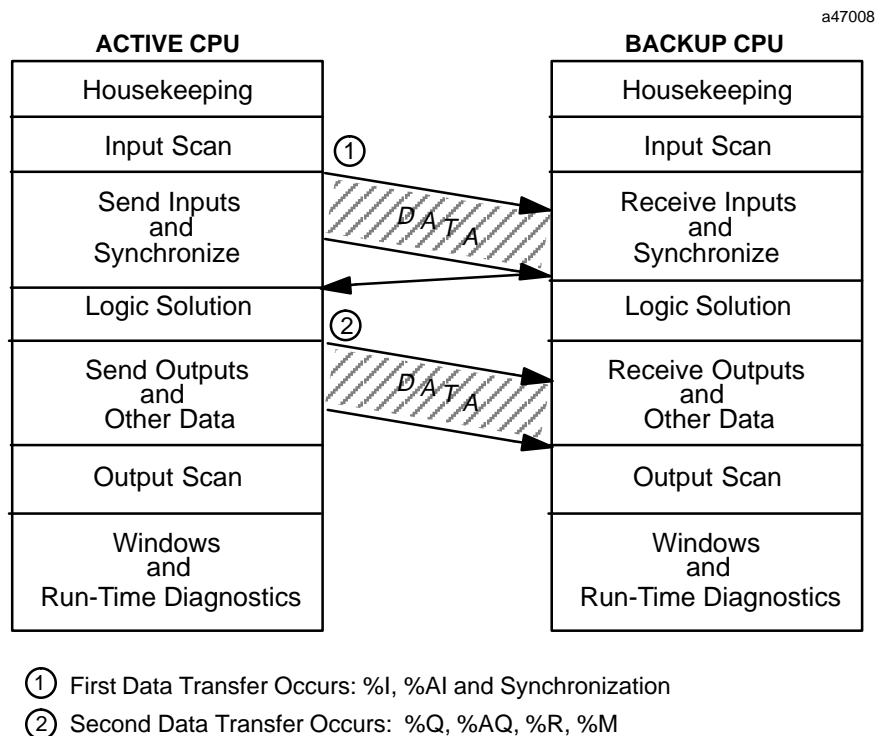 a47008
ACTIVE CPU
Housekeeping
Input Scan
Send Inputs
and
Synchronize
Logic Solution
Send Outputs
and
Other Data
Output Scan
Windows
and
Run-Time Diagnostics
1
DATA
2
DATA
BACKUP CPU
Housekeeping
Input Scan
Receive Inputs
and
Synchronize
Logic Solution
Receive Outputs
and
Other Data
Output Scan
Windows
and
Run-Time Diagnostics
1 First Data Transfer Occurs: %I, %AI and Synchronization
2 Second Data Transfer Occurs: %Q, %AQ, %R, %M